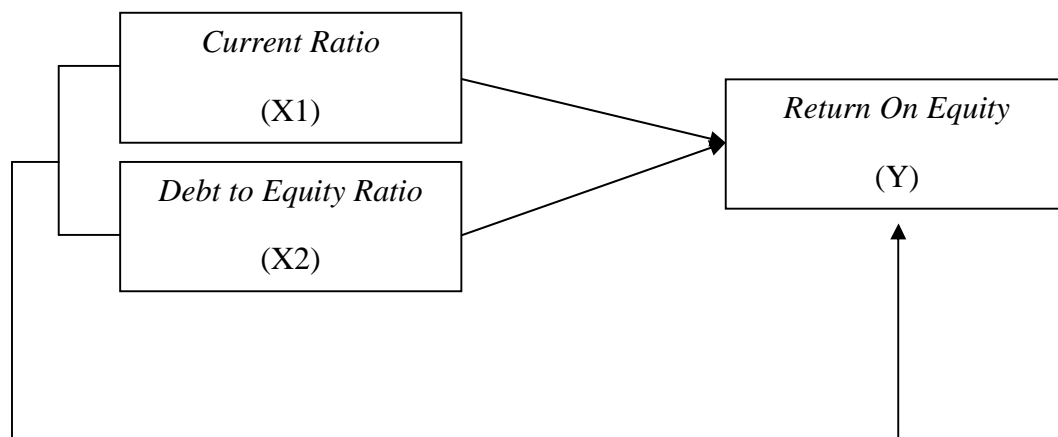 Current Ratio
(X1)
Debt to Equity Ratio
(X2)
Return On Equity
(Y)